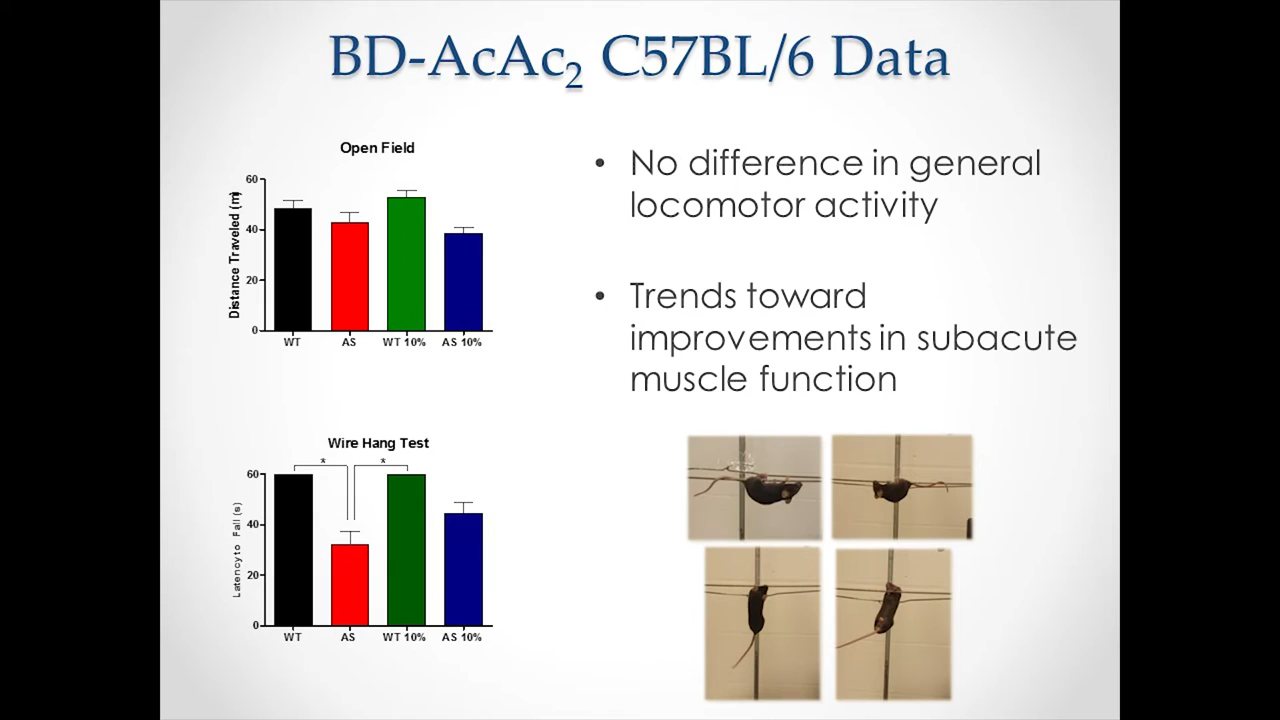 BD-AcAc2 C57BL/6 Data
Open Field
60
40
20
0
Distance Traveled (m)
WT AS WT 10% AS 10%
• No difference in general
locomotor activity
• Trends toward
improvements in subacute
muscle function
Wire Hang Test
* *
60
40
20
0
Latency to Fall (s)
WT AS WT 10% AS 10%